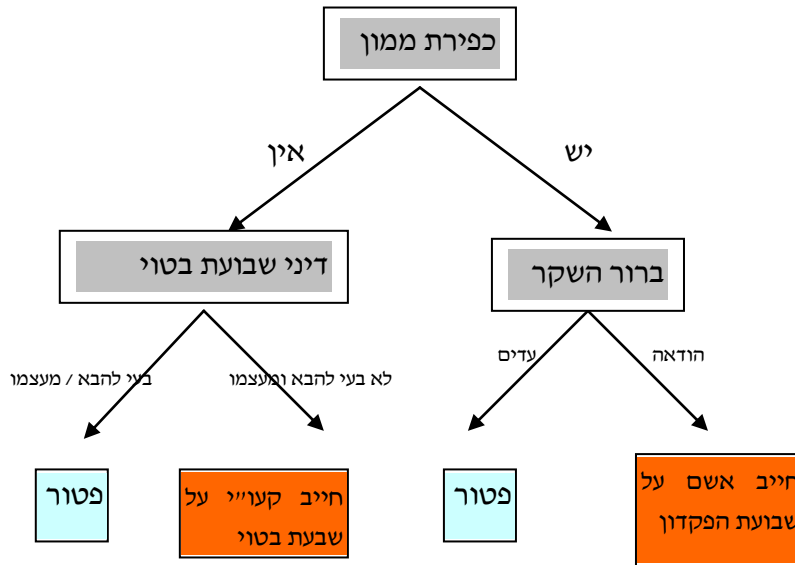 כפירת ממון
יש
אין
ברור השקר
דיני שבועת בטוי
הודאה
עדים
לא בעי להבא ומעצמו
בעי להבא / מעצמו
חייב אשם על
שבועת הפקדון
פטור
חייב קעו״י על
שבעת בטוי
פטור